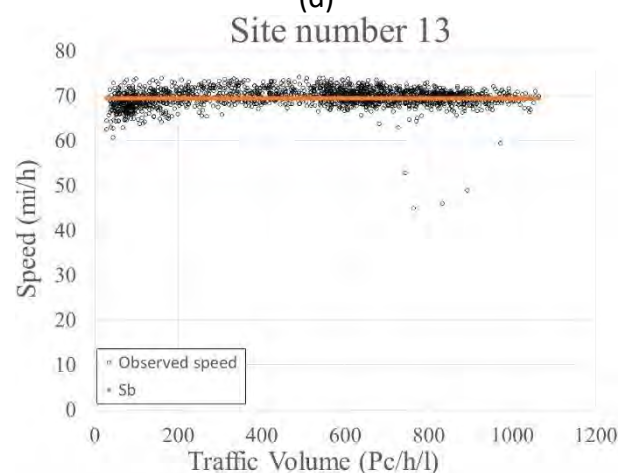 (d)
Site number 13
80
70
60
50
40
30
20
10
0
Speed (mi/h)
Observed speed
Sb
0 200 400 600 800 1000 1200
Traffic Volume (Pc/h/l)